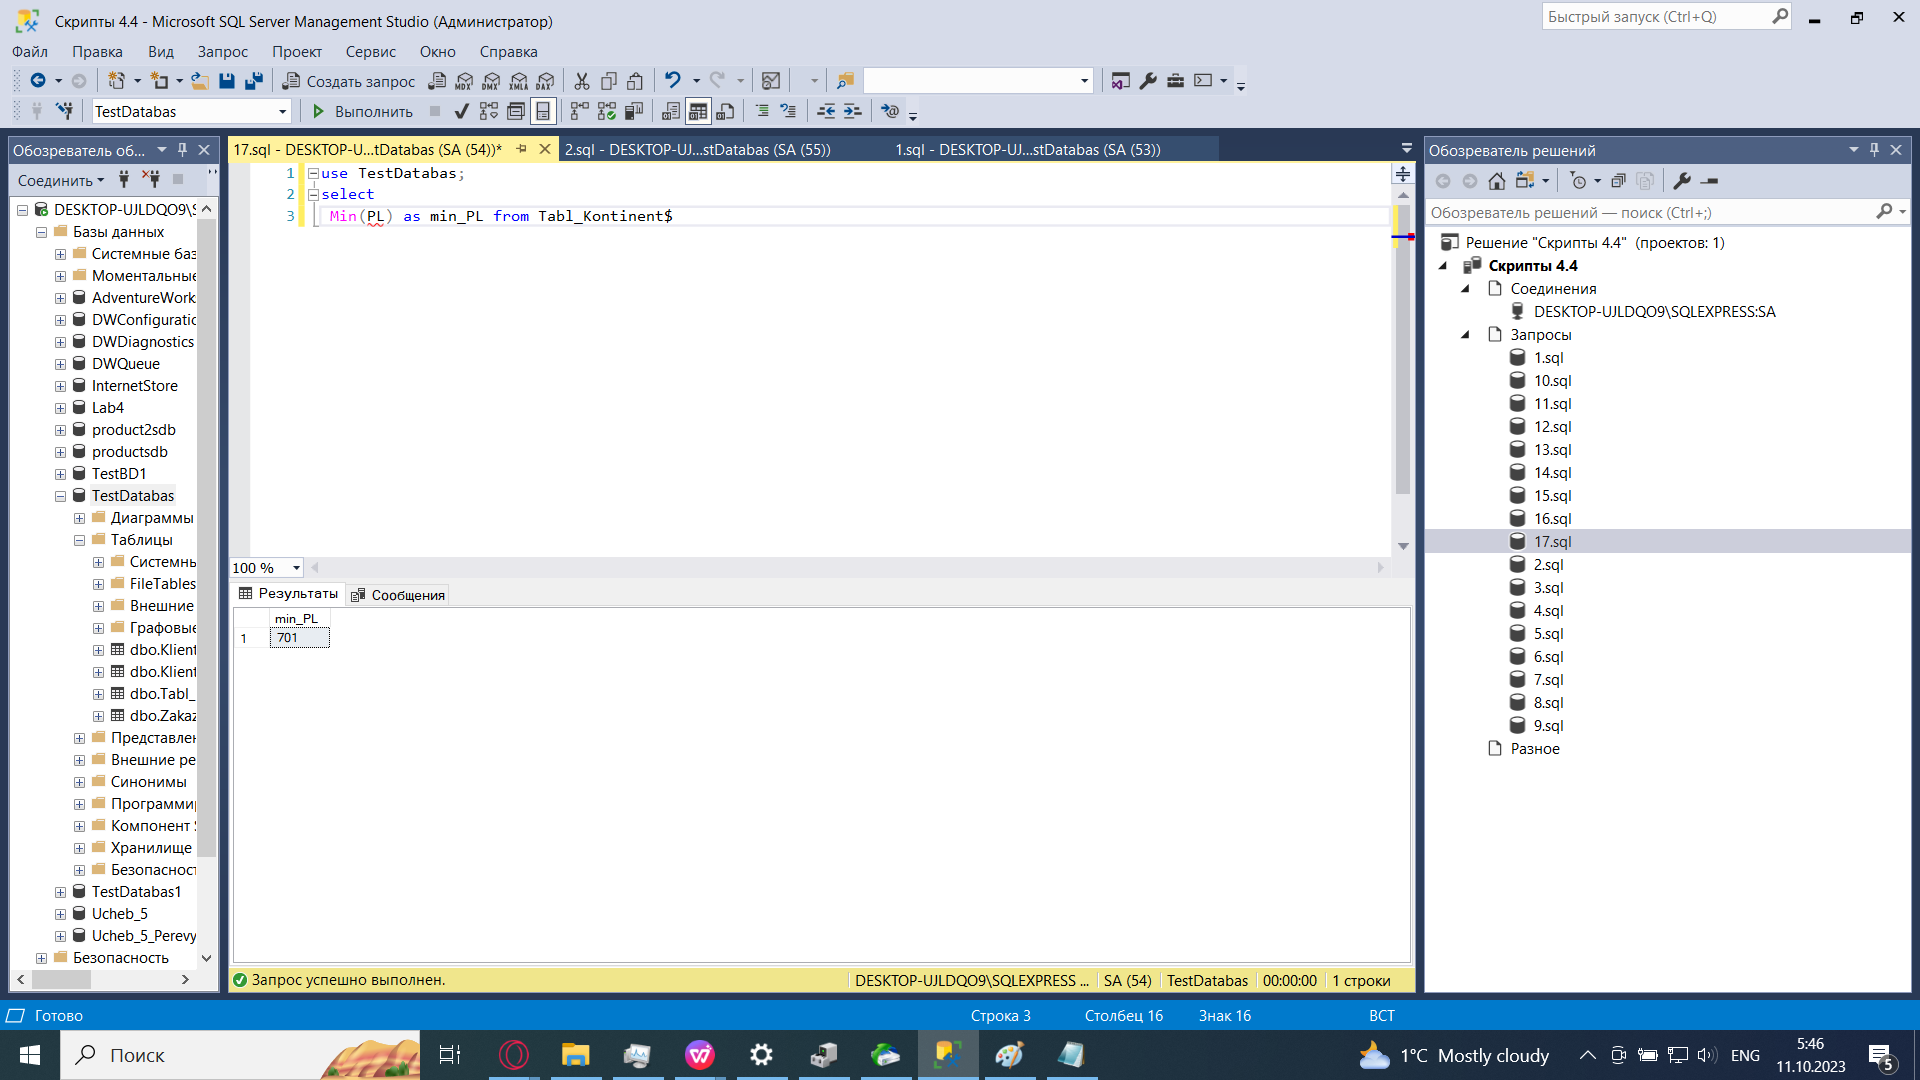 Скрипты 4.4 - Microsoft SQL Server Management Studio (Администратор)
Быстрый запуск (Ctrl+Q)
Файл Правка Вид Запрос Проект Сервис Окно Справка
Создать запрос
MDX DMX XMLA DAX
TestDatabas
Выполнить
Обозреватель об...
Соединить
DESKTOP-UJLDQO9\S
Базы данных
Системные баз
Моментальные
AdventureWork
DWConfiguratio
DWDiagnostics
DWQueue
InternetStore
Lab4
product2sdb
productsdb
TestBD1
TestDatabas
Диаграммы
Таблицы
Системнь
FileTables
Внешние
Графовые
dbo.Klient
dbo.Klient
dbo.Tabl_
dbo.Zakaz
Представлен
Внешние ре
Синонимы
Программир
Компонент S
Хранилище
Безопасност
TestDatabas1
Ucheb_5
Ucheb_5_Perevy
Безопасность
17.sql - DESKTOP-U...tDatabas (SA (54))*
2.sql - DESKTOP-UJ...stDatabas (SA (55))
1.sql - DESKTOP-UJ...stDatabas (SA (53))
1 use TestDatabas;
2 select
3 Min(PL) as min_PL from Tabl_Kontinent$
100 %
Результаты Сообщения
min_PL
1 701
Запрос успешно выполнен.
DESKTOP-UJLDQO9\SQLEXPRESS ... SA (54) TestDatabas 00:00:00 1 строки
Обозреватель решений
Обозреватель решений — поиск (Ctrl+;)
Решение "Скрипты 4.4" (проектов: 1)
Скрипты 4.4
Соединения
DESKTOP-UJLDQO9\SQLEXPRESS:SA
Запросы
1.sql
10.sql
11.sql
12.sql
13.sql
14.sql
15.sql
16.sql
17.sql
2.sql
3.sql
4.sql
5.sql
6.sql
7.sql
8.sql
9.sql
Разное
Готово
Строка 3 Столбец 16 Знак 16 ВСТ
Поиск
1°C Mostly cloudy
ENG
5:46
11.10.2023
5